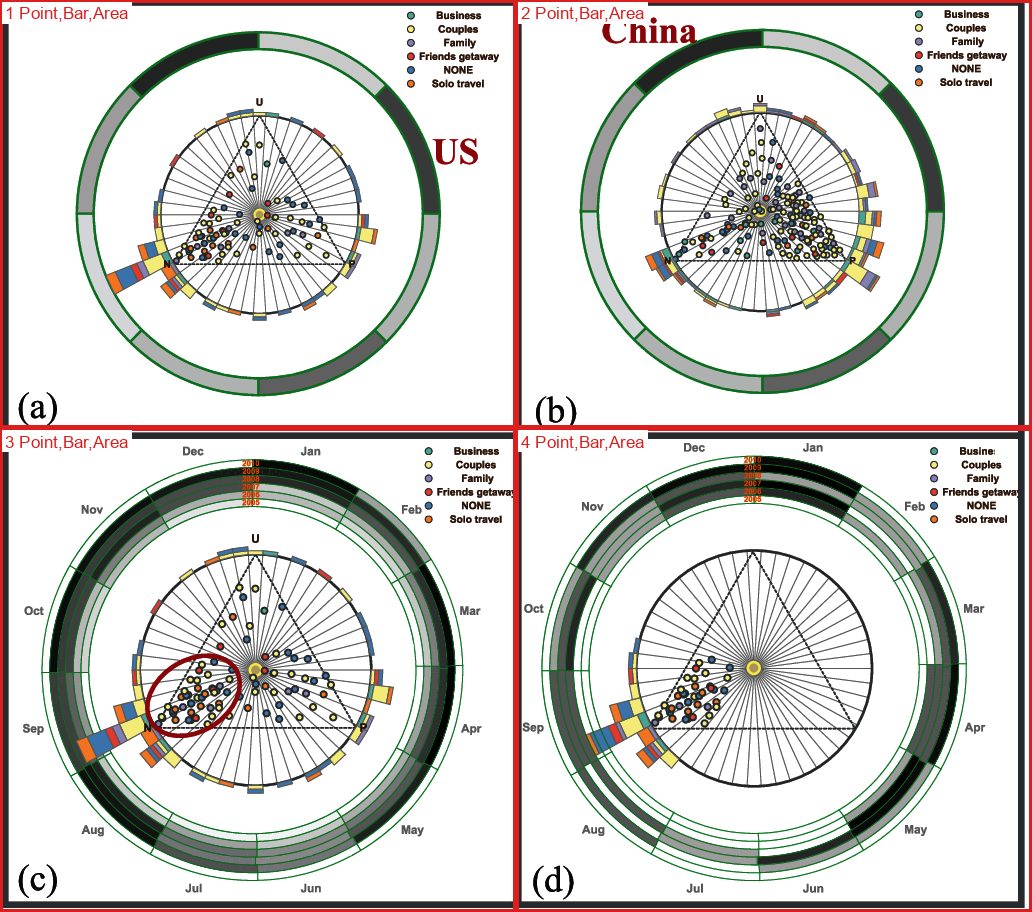 1 Point,Bar,Area
Business
Couples
Family
Friends getaway
NONE
Solo travel
U
US
N
P
(a)
2 Point,Bar,Area
China
Business
Couples
Family
Friends getaway
NONE
Solo travel
U
N
P
(b)
3 Point,Bar,Area
Dec
Jan
Business
Couples
Family
Friends getaway
NONE
Solo travel
2010
2009
2008
2007
2006
2005
Nov
Feb
U
Oct
Mar
Sep
N
P
Apr
Aug
May
Jul
Jun
(c)
4 Point,Bar,Area
Dec
Jan
Busine
Couples
Family
Friends getaway
NONE
Solo travel
2010
2009
2008
2007
2006
2005
Nov
Feb
Oct
Mar
Sep
Apr
Aug
May
Jul
Jun
(d)